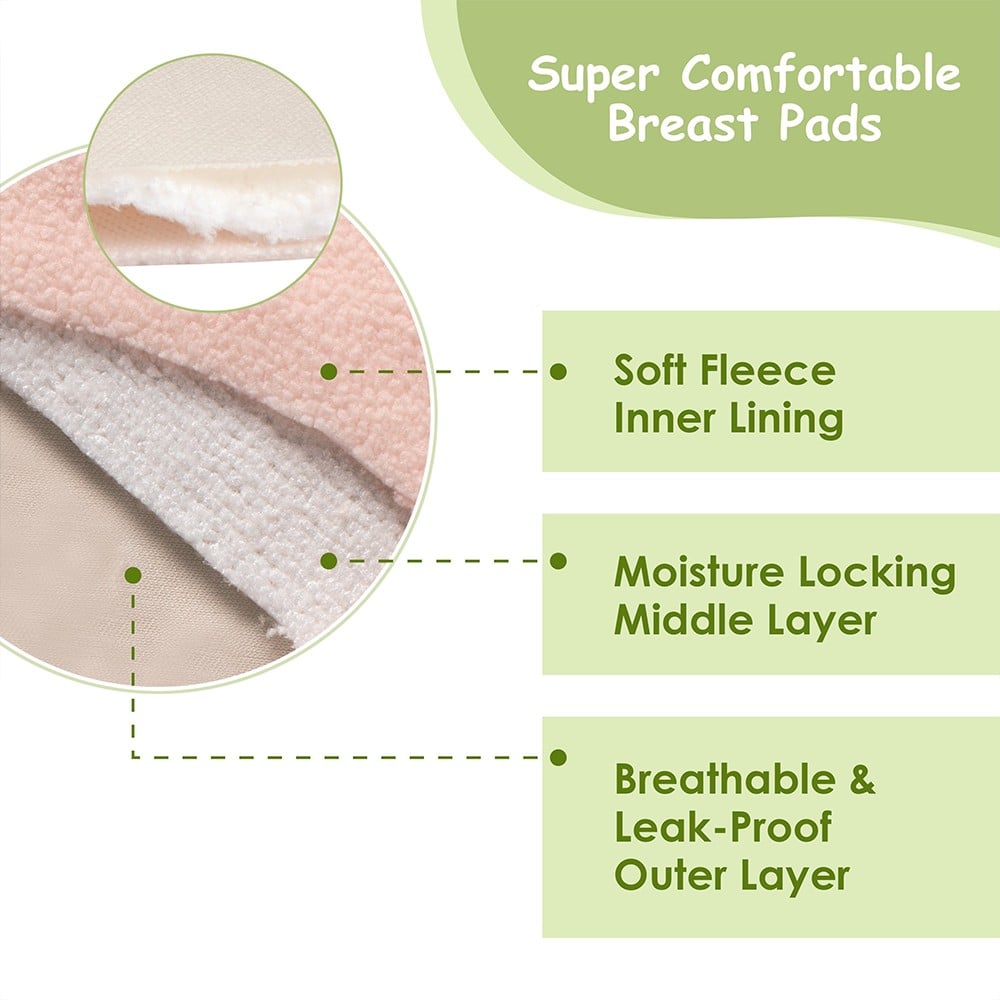 Super Comfortable
Breast Pads
Soft Fleece
Inner Lining
Moisture Locking
Middle Layer
Breathable &
Leak-Proof
Outer Layer